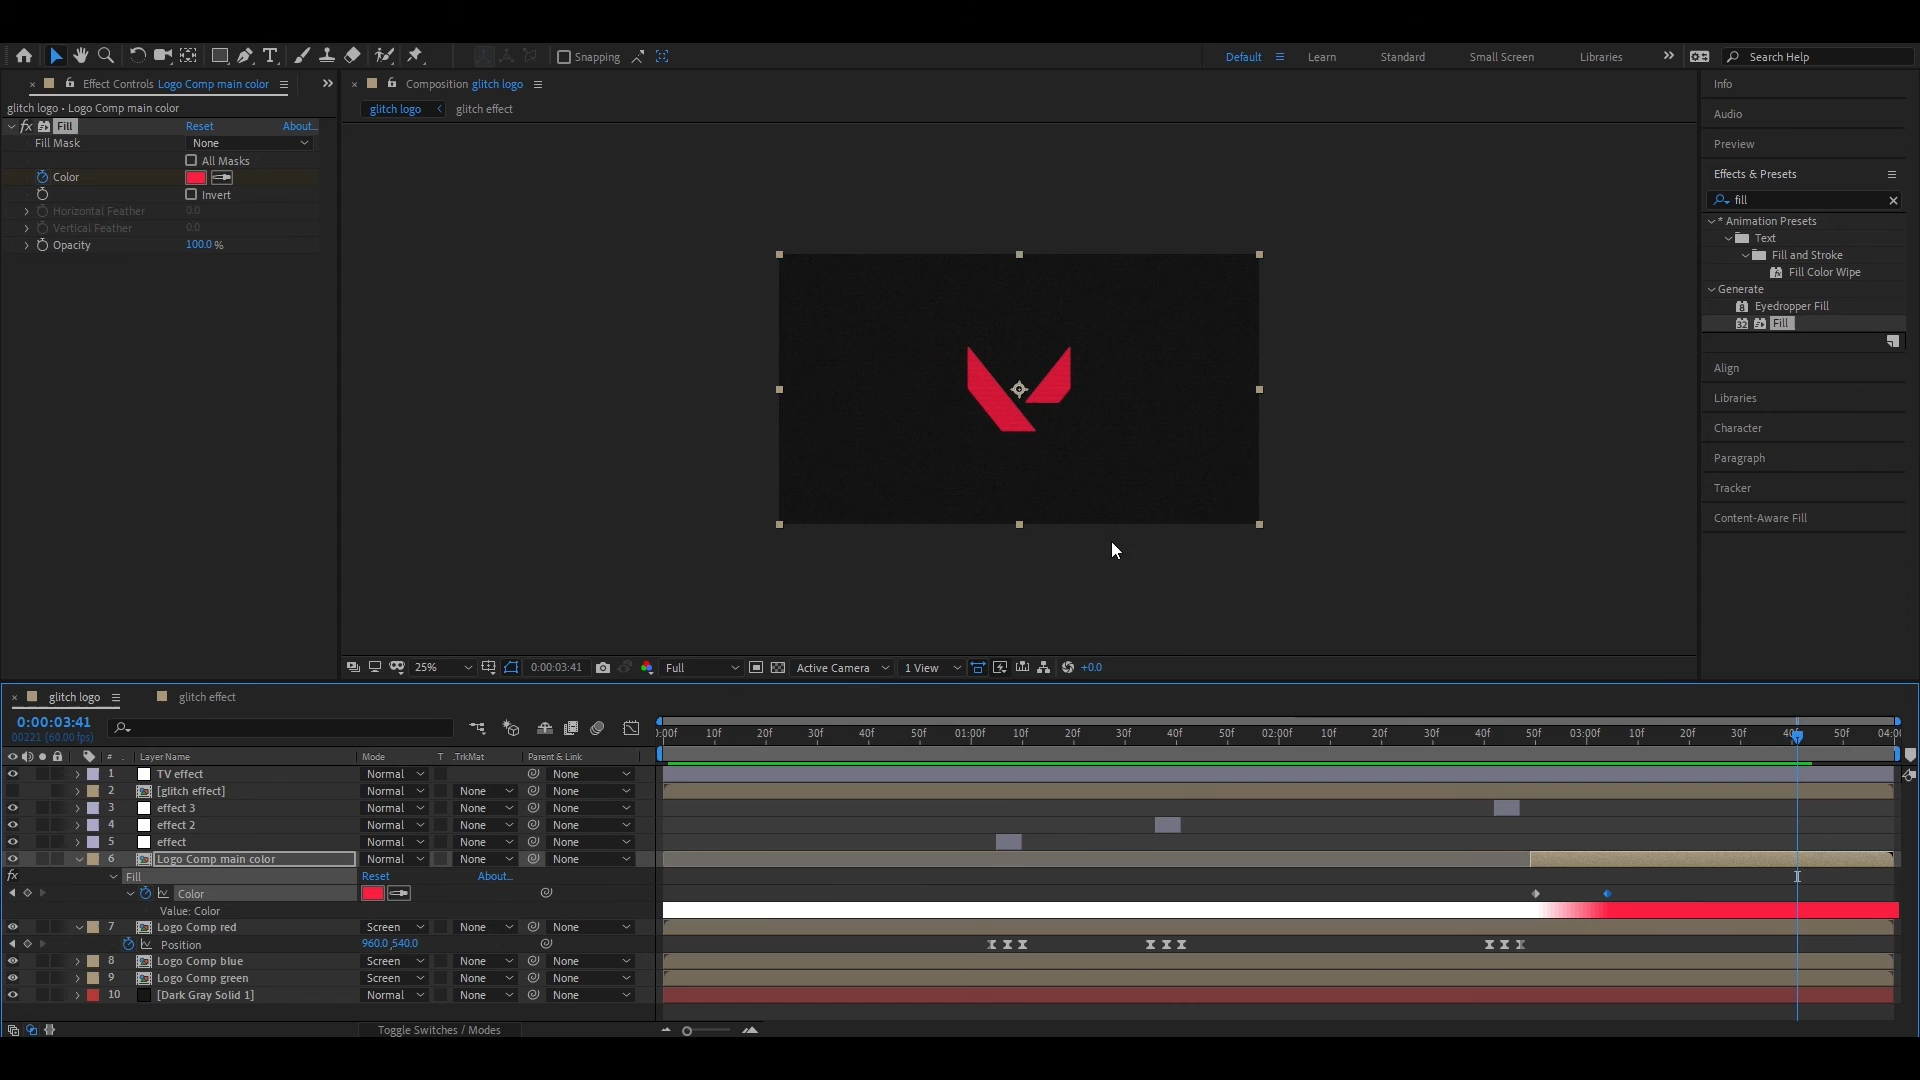 Snapping
Default
Learn
Standard
Small Screen
Libraries
Search Help
Effect Controls Logo Comp main color
Composition glitch logo
glitch logo • Logo Comp main color
glitch logo
glitch effect
fx Fill
Reset
About...
Fill Mask
None
All Masks
Color
Invert
Horizontal Feather
0.0
Vertical Feather
0.0
Opacity
100.0 %
Info
Audio
Preview
Effects & Presets
fill
* Animation Presets
Text
Fill and Stroke
Fill Color Wipe
Generate
Eyedropper Fill
Fill
Align
Libraries
Character
Paragraph
Tracker
Content-Aware Fill
25%
0:00:03:41
Full
Active Camera
1 View
+0.0
glitch logo
glitch effect
0:00:03:41
00221 (60.00 fps)
:00f 10f 20f 30f 40f 50f 01:00f 10f 20f 30f 40f 50f 02:00f 10f 20f 30f 40f 50f 03:00f 10f 20f 30f 40f 50f 04:00
# . Layer Name Mode T .TrkMat Parent & Link
1 TV effect Normal None
2 [glitch effect] Normal None None
3 effect 3 Normal None None
4 effect 2 Normal None None
5 effect Normal None None
6 Logo Comp main color Normal None None
fx Fill Reset About...
Color
Value: Color
7 Logo Comp red Screen None None
Position 960.0,540.0
8 Logo Comp blue Screen None None
9 Logo Comp green Screen None None
10 [Dark Gray Solid 1] Normal None None
Toggle Switches / Modes